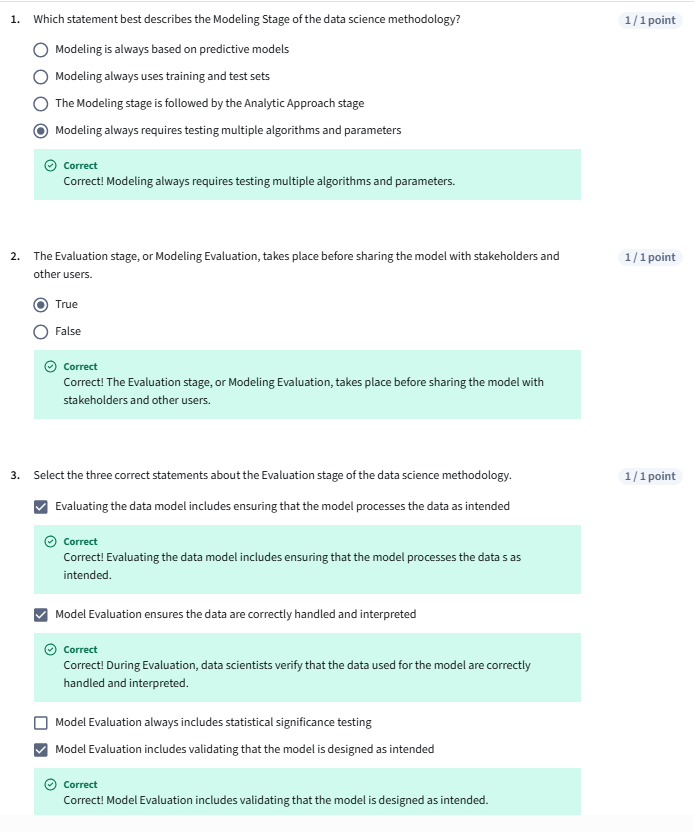 1. Which statement best describes the Modeling Stage of the data science methodology?
1 / 1 point
Modeling is always based on predictive models
Modeling always uses training and test sets
The Modeling stage is followed by the Analytic Approach stage
Modeling always requires testing multiple algorithms and parameters
Correct
Correct! Modeling always requires testing multiple algorithms and parameters.
2. The Evaluation stage, or Modeling Evaluation, takes place before sharing the model with stakeholders and
other users.
1 / 1 point
True
False
Correct
Correct! The Evaluation stage, or Modeling Evaluation, takes place before sharing the model with
stakeholders and other users.
3. Select the three correct statements about the Evaluation stage of the data science methodology.
1 / 1 point
Evaluating the data model includes ensuring that the model processes the data as intended
Correct
Correct! Evaluating the data model includes ensuring that the model processes the data s as
intended.
Model Evaluation ensures the data are correctly handled and interpreted
Correct
Correct! During Evaluation, data scientists verify that the data used for the model are correctly
handled and interpreted.
Model Evaluation always includes statistical significance testing
Model Evaluation includes validating that the model is designed as intended
Correct
Correct! Model Evaluation includes validating that the model is designed as intended.